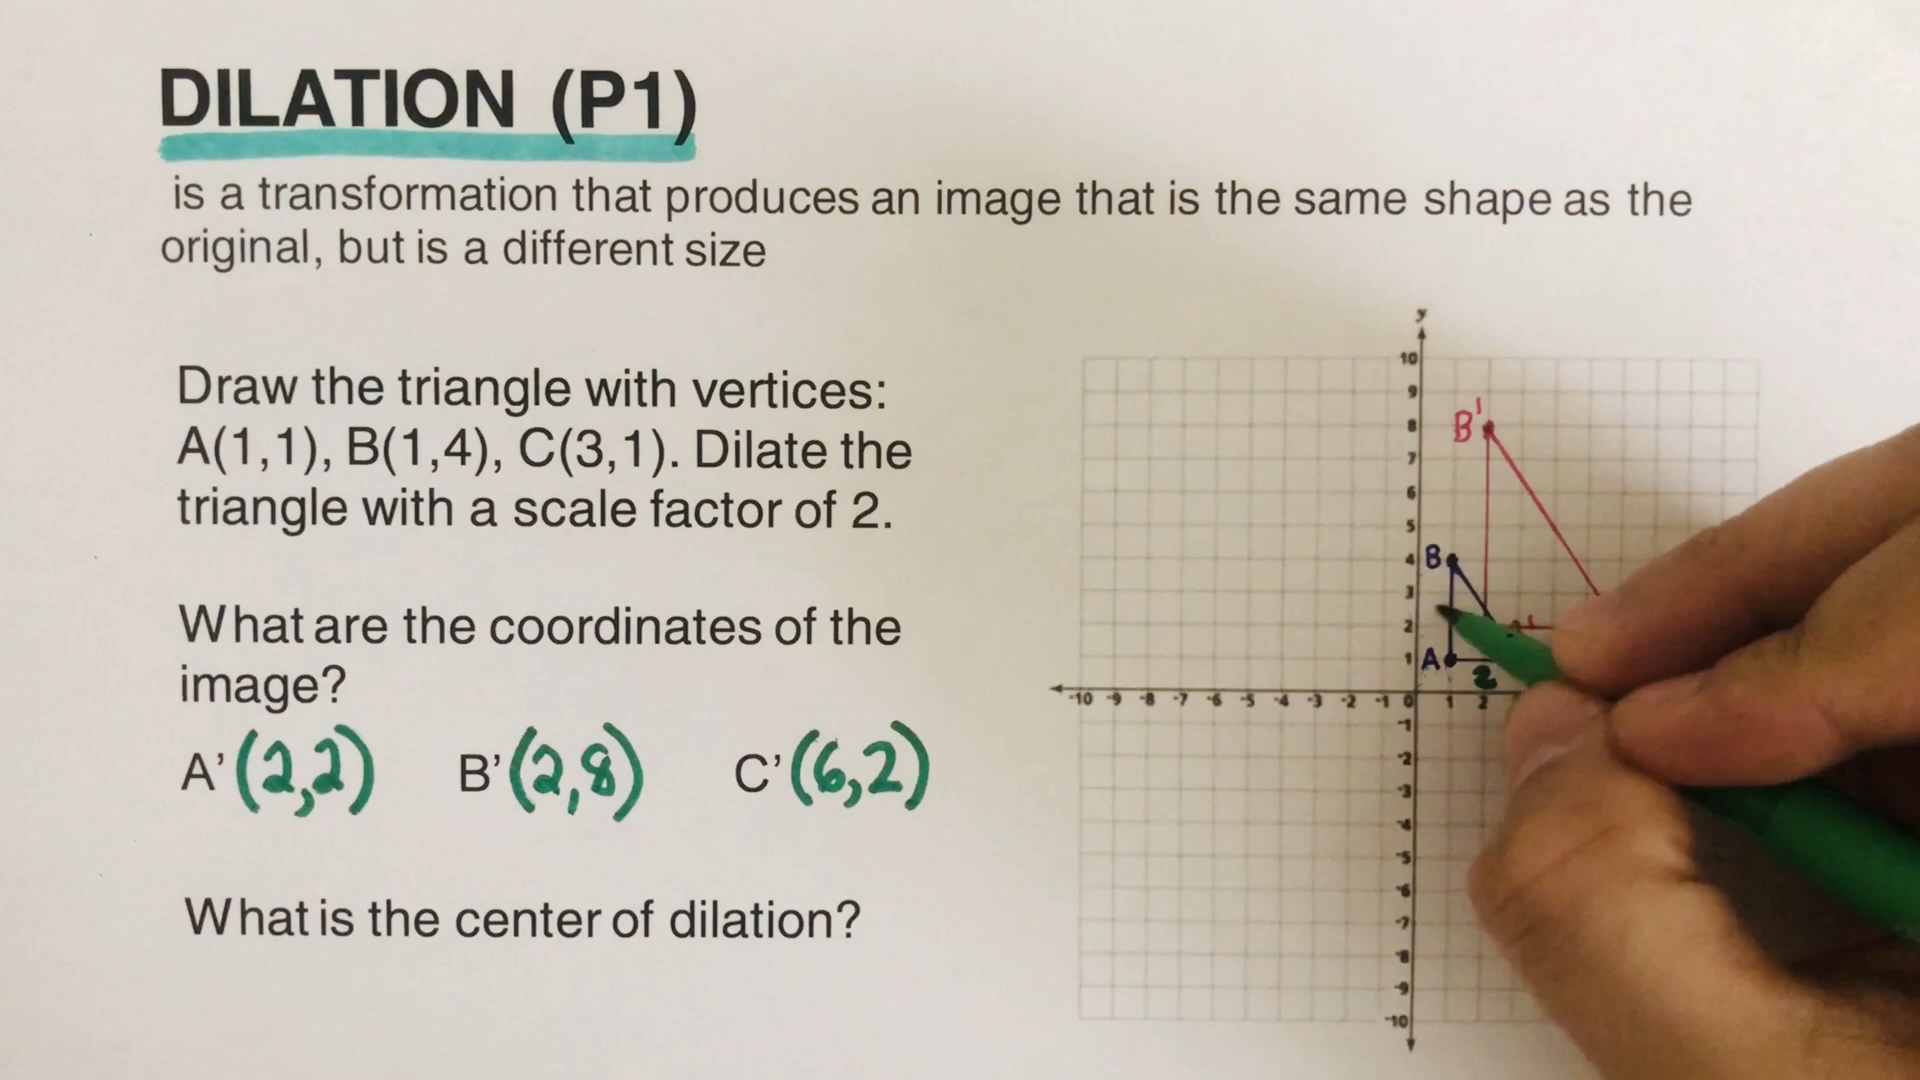 DILATION (P1)
is a transformation that produces an image that is the same shape as the
original, but is a different size
Draw the triangle with vertices:
A(1,1), B(1,4), C(3,1). Dilate the
triangle with a scale factor of 2.
What are the coordinates of the
image?
A’(2,2) B’(2,8) C’(6,2)
What is the center of dilation?
y
10
9
8
B'
7
6
5
4 B
3
2
1 A
2
-10 -9 -8 -7 -6 -5 -4 -3 -2 -1 0 1 2
-1
-2
-3
-4
-5
-6
-7
-8
-9
-10